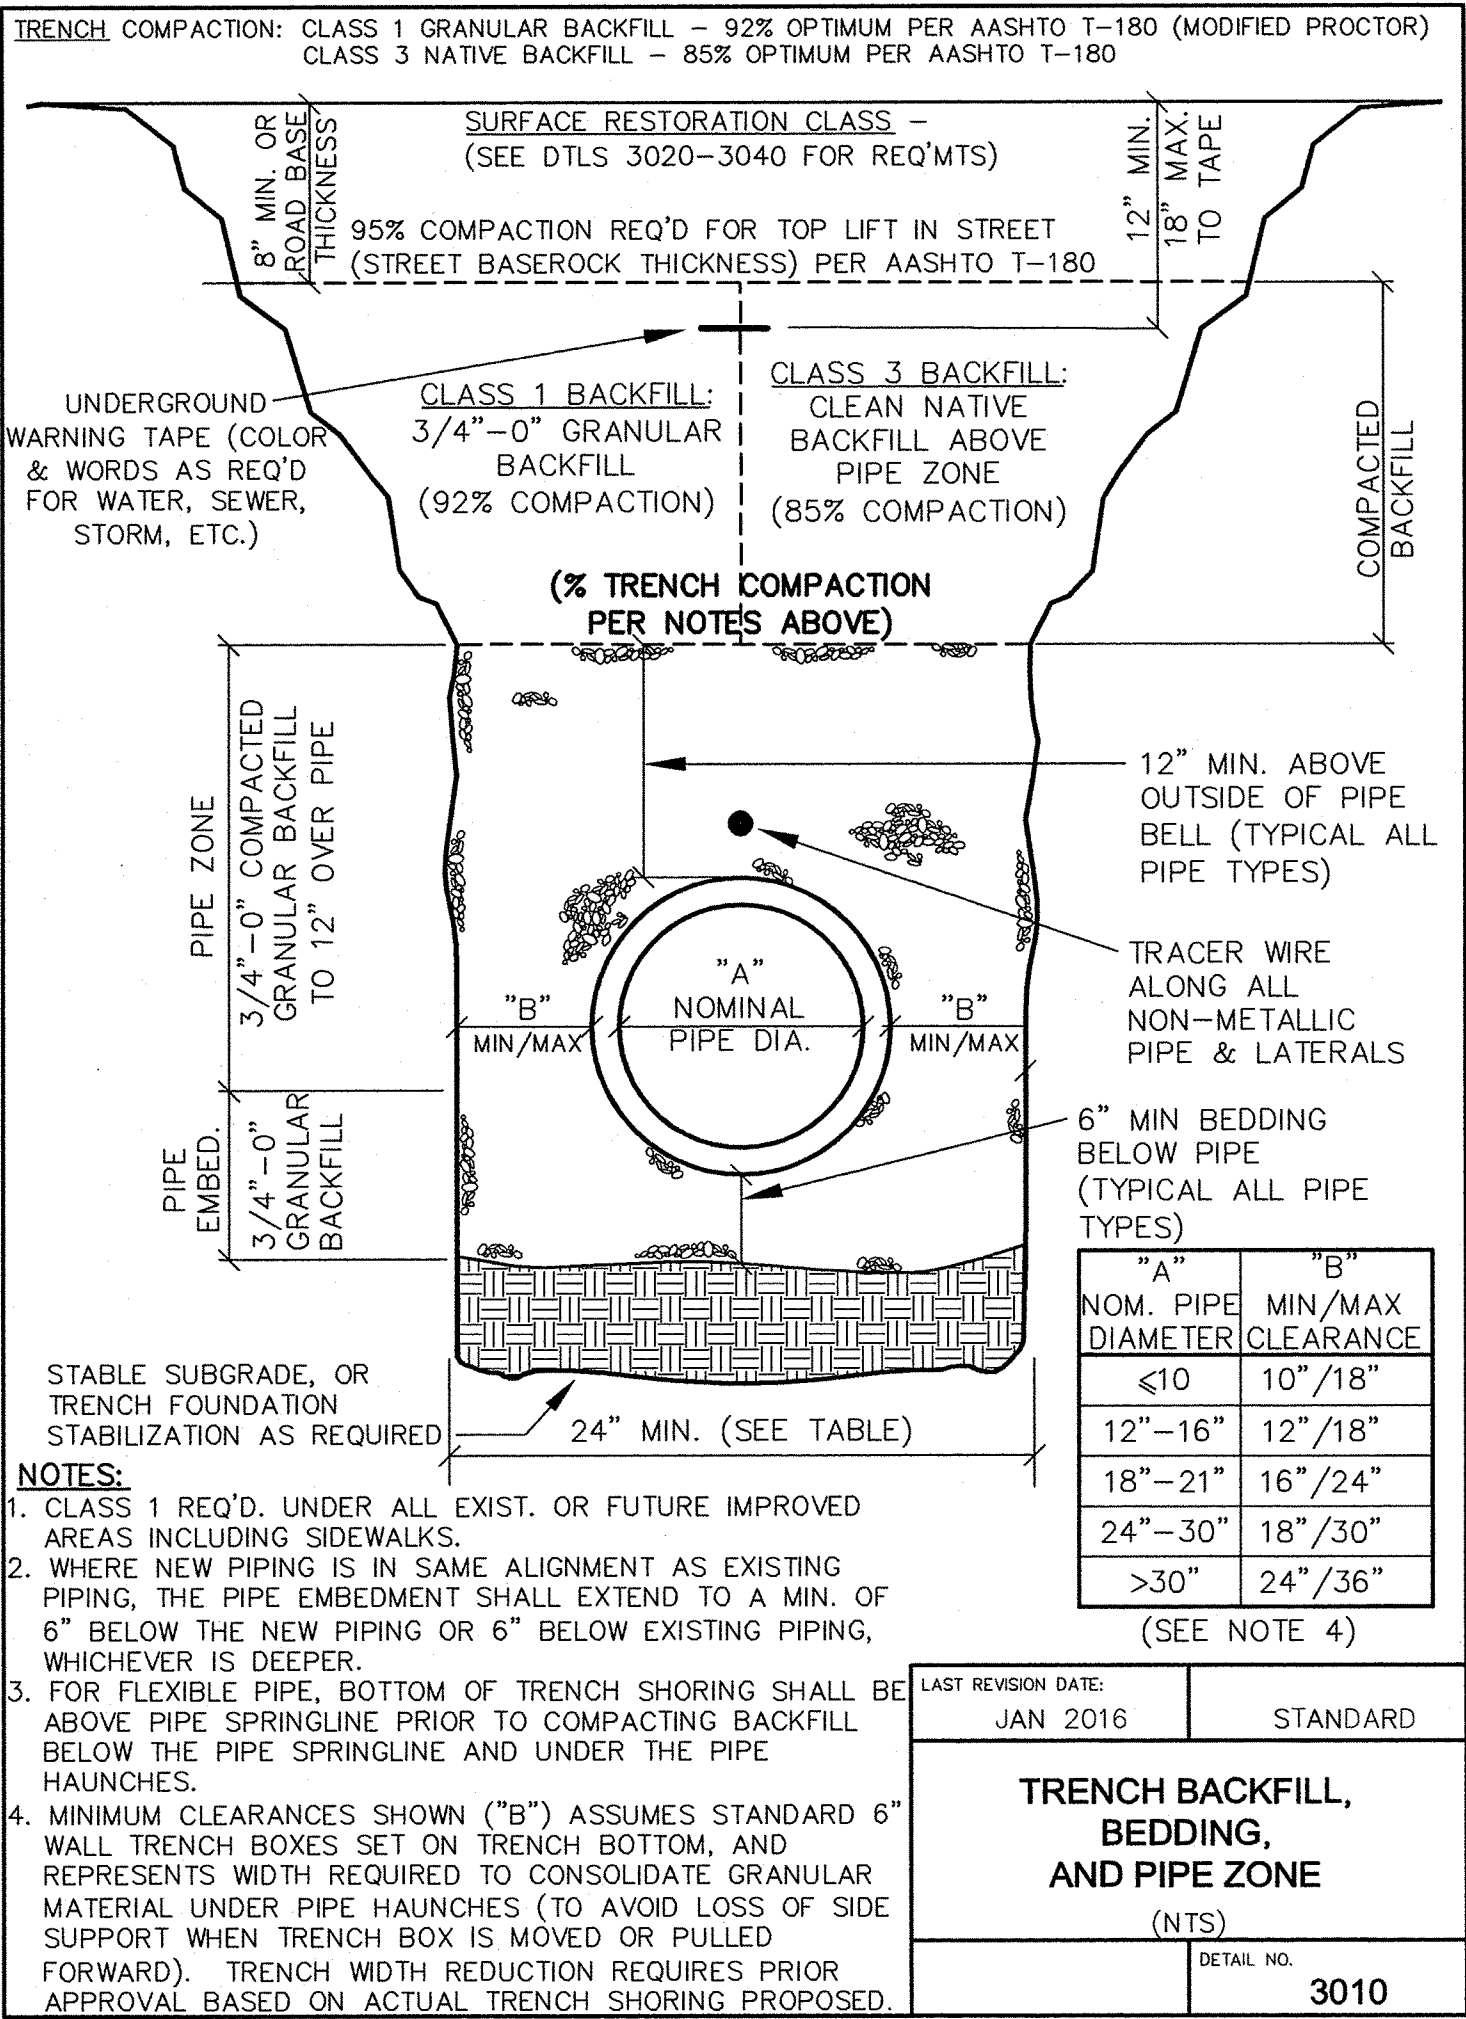 TRENCH COMPACTION: CLASS 1 GRANULAR BACKFILL – 92% OPTIMUM PER AASHTO T–180 (MODIFIED PROCTOR)
CLASS 3 NATIVE BACKFILL – 85% OPTIMUM PER AASHTO T–180
8" MIN. OR
ROAD BASE
THICKNESS
SURFACE RESTORATION CLASS –
(SEE DTLS 3020–3040 FOR REQ'MTS)
12" MIN.
18" MAX.
TO TAPE
95% COMPACTION REQ'D FOR TOP LIFT IN STREET
(STREET BASEROCK THICKNESS) PER AASHTO T–180
UNDERGROUND
WARNING TAPE (COLOR
& WORDS AS REQ'D
FOR WATER, SEWER,
STORM, ETC.)
CLASS 1 BACKFILL:
3/4"–0" GRANULAR
BACKFILL
(92% COMPACTION)
CLASS 3 BACKFILL:
CLEAN NATIVE
BACKFILL ABOVE
PIPE ZONE
(85% COMPACTION)
COMPACTED
BACKFILL
(% TRENCH COMPACTION
PER NOTES ABOVE)
PIPE ZONE
3/4"–0" COMPACTED
GRANULAR BACKFILL
TO 12" OVER PIPE
12" MIN. ABOVE
OUTSIDE OF PIPE
BELL (TYPICAL ALL
PIPE TYPES)
TRACER WIRE
ALONG ALL
NON–METALLIC
PIPE & LATERALS
"B"
MIN/MAX
"A"
NOMINAL
PIPE DIA.
"B"
MIN/MAX
PIPE
EMBED.
3/4"–0"
GRANULAR
BACKFILL
6" MIN BEDDING
BELOW PIPE
(TYPICAL ALL PIPE
TYPES)
"A" "B"
NOM. PIPE MIN/MAX
DIAMETER CLEARANCE
⩽10 10"/18"
12"–16" 12"/18"
18"–21" 16"/24"
24"–30" 18"/30"
>30" 24"/36"
(SEE NOTE 4)
STABLE SUBGRADE, OR
TRENCH FOUNDATION
STABILIZATION AS REQUIRED
24" MIN. (SEE TABLE)
NOTES:
1. CLASS 1 REQ'D. UNDER ALL EXIST. OR FUTURE IMPROVED
AREAS INCLUDING SIDEWALKS.
2. WHERE NEW PIPING IS IN SAME ALIGNMENT AS EXISTING
PIPING, THE PIPE EMBEDMENT SHALL EXTEND TO A MIN. OF
6" BELOW THE NEW PIPING OR 6" BELOW EXISTING PIPING,
WHICHEVER IS DEEPER.
3. FOR FLEXIBLE PIPE, BOTTOM OF TRENCH SHORING SHALL BE
ABOVE PIPE SPRINGLINE PRIOR TO COMPACTING BACKFILL
BELOW THE PIPE SPRINGLINE AND UNDER THE PIPE
HAUNCHES.
4. MINIMUM CLEARANCES SHOWN ("B") ASSUMES STANDARD 6"
WALL TRENCH BOXES SET ON TRENCH BOTTOM, AND
REPRESENTS WIDTH REQUIRED TO CONSOLIDATE GRANULAR
MATERIAL UNDER PIPE HAUNCHES (TO AVOID LOSS OF SIDE
SUPPORT WHEN TRENCH BOX IS MOVED OR PULLED
FORWARD). TRENCH WIDTH REDUCTION REQUIRES PRIOR
APPROVAL BASED ON ACTUAL TRENCH SHORING PROPOSED.
LAST REVISION DATE:
JAN 2016
STANDARD
TRENCH BACKFILL,
BEDDING,
AND PIPE ZONE
(NTS)
DETAIL NO.
3010